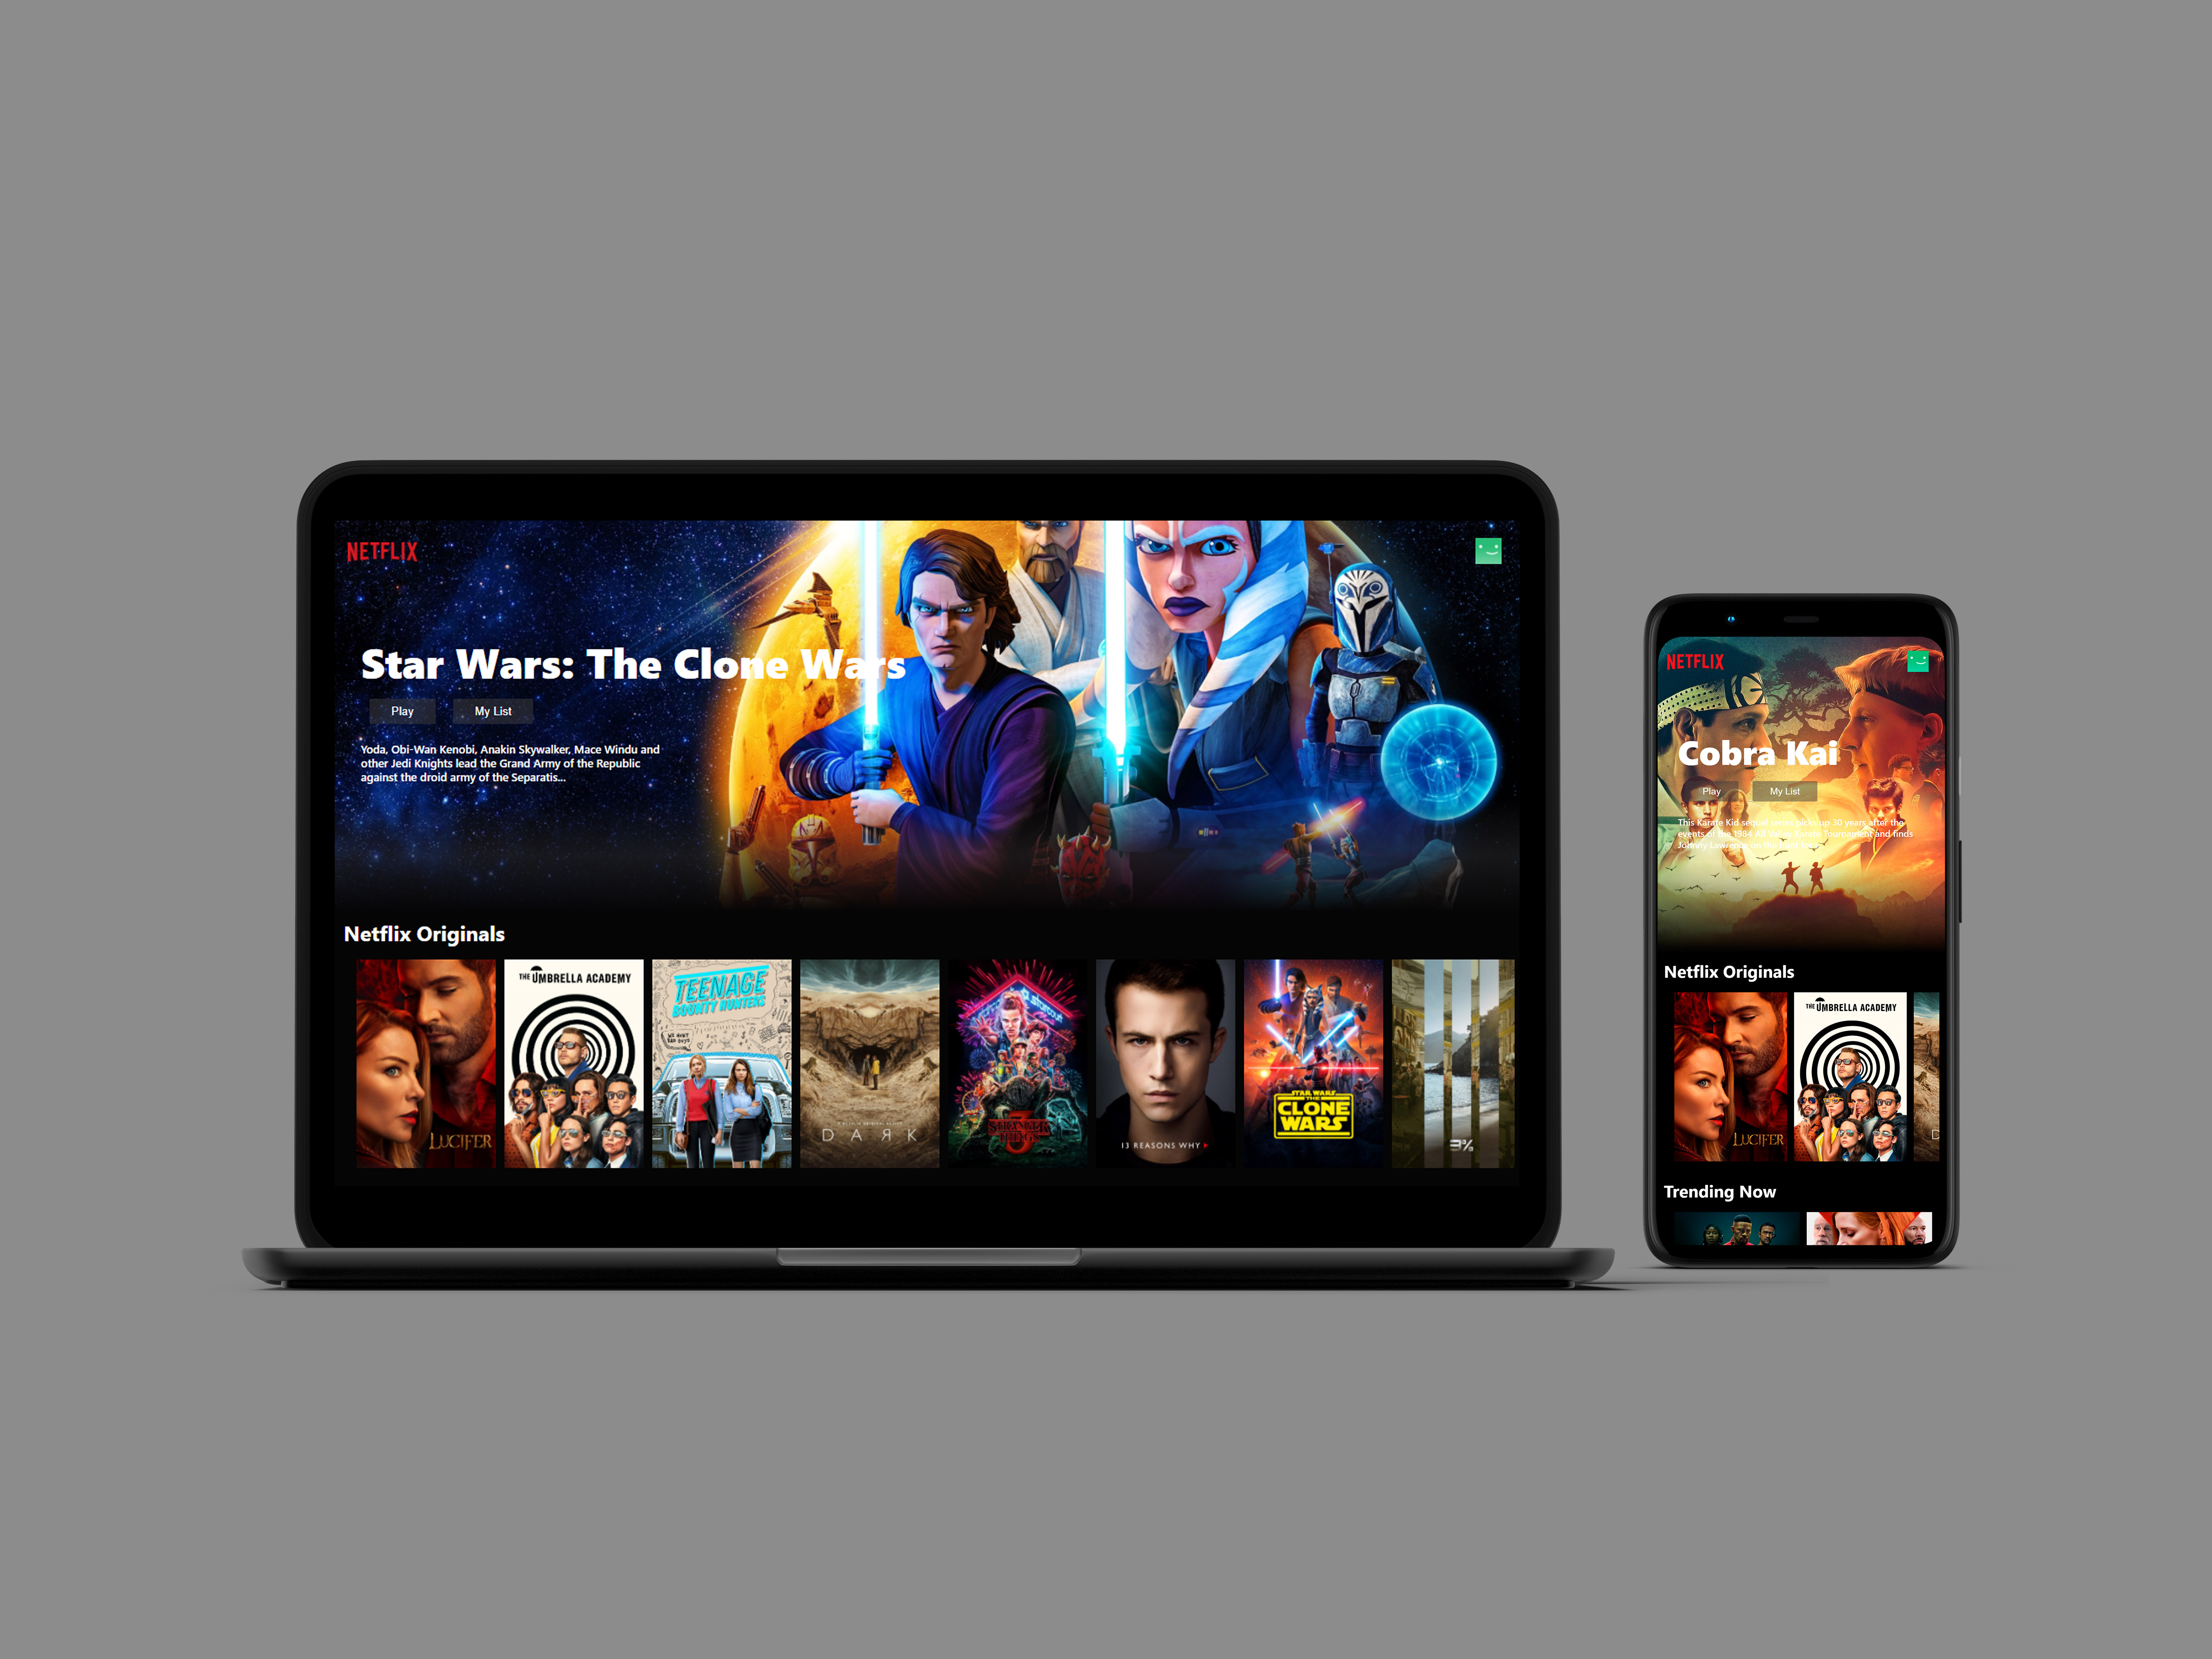 NETFLIX
Star Wars: The Clone Wars
Play
My List
Yoda, Obi-Wan Kenobi, Anakin Skywalker, Mace Windu and
other Jedi Knights lead the Grand Army of the Republic
against the droid army of the Separatis...
Netflix Originals
LUCIFER
THE UMBRELLA ACADEMY
TEENAGE
BOUNTY HUNTERS
DARK
STRANGER
THINGS
3
13 REASONS WHY
STAR WARS
THE
CLONE
WARS
3%
NETFLIX
Cobra Kai
Play
My List
This Karate Kid sequel series picks up 30 years after the
events of the 1984 All Valley Karate Tournament and finds
Johnny Lawrence on the
Netflix Originals
LUCIFER
THE UMBRELLA ACADEMY
D
Trending Now